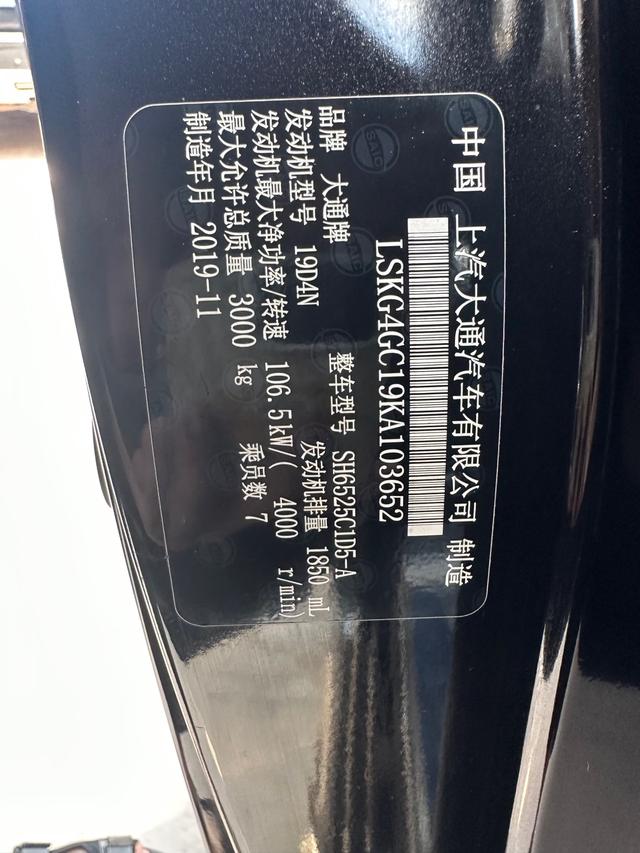 中国 上汽大通汽车有限公司 制造
LSKG4GC19KA103652
品牌 大通牌 整车型号 SH6525C1D5-A
发动机型号 19D4N 发动机排量 1850 mL
发动机最大净功率/转速 106.5kW/( 4000 r/min)
最大允许总质量 3000 kg 乘员数 7
制造年月 2019-11
SAIC